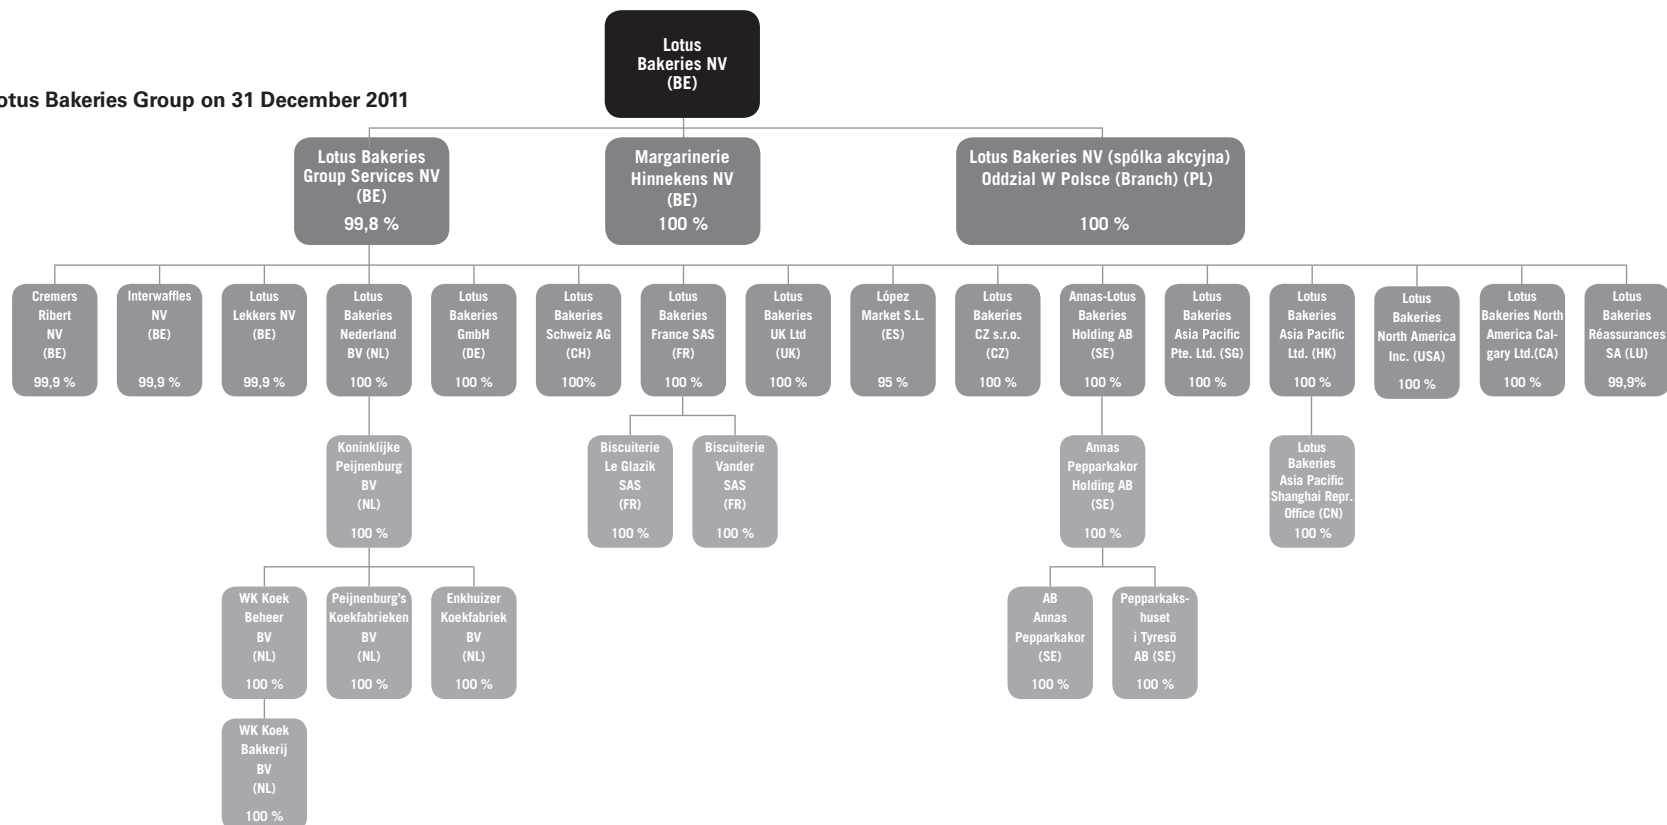 Lotus
Bakeries NV
(BE)
otus Bakeries Group on 31 December 2011
Lotus Bakeries
Group Services NV
(BE)
99,8 %
Margarinerie
Hinnekens NV
(BE)
100 %
Lotus Bakeries NV (spólka akcyjna)
Oddzial W Polsce (Branch) (PL)
100 %
Cremers
Ribert
NV
(BE)
99,9 %
Interwaffles
NV
(BE)
99,9 %
Lotus
Lekkers NV
(BE)
99,9 %
Lotus
Bakeries
Nederland
BV (NL)
100 %
Lotus
Bakeries
GmbH
(DE)
100 %
Lotus
Bakeries
Schweiz AG
(CH)
100%
Lotus
Bakeries
France SAS
(FR)
100 %
Lotus
Bakeries
UK Ltd
(UK)
100 %
López
Market S.L.
(ES)
95 %
Lotus
Bakeries
CZ s.r.o.
(CZ)
100 %
Annas-Lotus
Bakeries
Holding AB
(SE)
100 %
Lotus
Bakeries
Asia Pacific
Pte. Ltd. (SG)
100 %
Lotus
Bakeries
Asia Pacific
Ltd. (HK)
100 %
Lotus
Bakeries
North America
Inc. (USA)
100 %
Lotus
Bakeries North
America Cal-
gary Ltd.(CA)
100 %
Lotus
Bakeries
Réassurances
SA (LU)
99,9%
Koninklijke
Peijnenburg
BV
(NL)
100 %
Biscuiterie
Le Glazik
SAS
(FR)
100 %
Biscuiterie
Vander
SAS
(FR)
100 %
Annas
Pepparkakor
Holding AB
(SE)
100 %
Lotus
Bakeries
Asia Pacific
Shanghai Repr.
Office (CN)
100 %
WK Koek
Beheer
BV
(NL)
100 %
Peijnenburg's
Koekfabrieken
BV
(NL)
100 %
Enkhuizer
Koekfabriek
BV
(NL)
100 %
AB
Annas
Pepparkakor
(SE)
100 %
Pepparkaks-
huset
i Tyresö
AB (SE)
100 %
WK Koek
Bakkerij
BV
(NL)
100 %